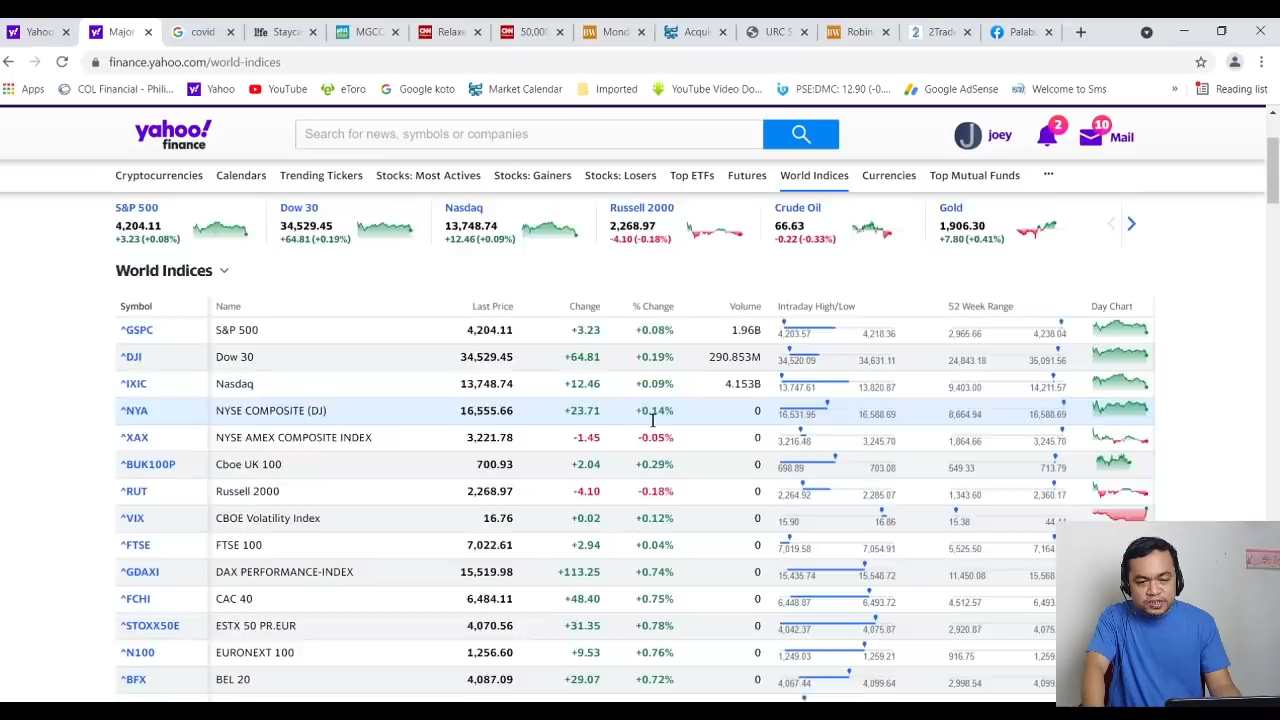 Yahoo
Major
covid
Stayca
MGCC
Relaxe
50,000
Mond
Acqui
URC S
Robin
2Trade
Palab
finance.yahoo.com/world-indices
Apps
COL Financial - Phili...
Yahoo
YouTube
eToro
Google koto
Market Calendar
Imported
YouTube Video Do...
PSE:DMC: 12.90 (-0....
Google AdSense
Welcome to Sms
»
Reading list
yahoo!
finance
Search for news, symbols or companies
J
joey
2
10
Mail
Cryptocurrencies Calendars Trending Tickers Stocks: Most Actives Stocks: Gainers Stocks: Losers Top ETFs Futures World Indices Currencies Top Mutual Funds ...
S&P 500
4,204.11
+3.23 (+0.08%)
Dow 30
34,529.45
+64.81 (+0.19%)
Nasdaq
13,748.74
+12.46 (+0.09%)
Russell 2000
2,268.97
-4.10 (-0.18%)
Crude Oil
66.63
-0.22 (-0.33%)
Gold
1,906.30
+7.80 (+0.41%)
World Indices
Symbol Name Last Price Change % Change Volume Intraday High/Low 52 Week Range Day Chart
^GSPC S&P 500 4,204.11 +3.23 +0.08% 1.96B 4,203.57 4,218.36 2,965.66 4,238.04
^DJI Dow 30 34,529.45 +64.81 +0.19% 290.853M 34,520.09 34,631.11 24,843.18 35,091.56
^IXIC Nasdaq 13,748.74 +12.46 +0.09% 4.153B 13,747.61 13,820.87 9,403.00 14,211.57
^NYA NYSE COMPOSITE (DJ) 16,555.66 +23.71 +0.14% 0 16,531.95 16,588.69 8,664.94 16,588.69
^XAX NYSE AMEX COMPOSITE INDEX 3,221.78 -1.45 -0.05% 0 3,216.48 3,245.70 1,864.66 3,245.70
^BUK100P Cboe UK 100 700.93 +2.04 +0.29% 0 698.89 703.08 549.33 713.79
^RUT Russell 2000 2,268.97 -4.10 -0.18% 0 2,264.92 2,285.07 1,343.60 2,360.17
^VIX CBOE Volatility Index 16.76 +0.02 +0.12% 0 15.90 16.86 15.38 44.4
^FTSE FTSE 100 7,022.61 +2.94 +0.04% 0 7,019.58 7,054.91 5,525.50 7,164
^GDAXI DAX PERFORMANCE-INDEX 15,519.98 +113.25 +0.74% 0 15,435.74 15,548.72 11,450.08 15,568
^FCHI CAC 40 6,484.11 +48.40 +0.75% 0 6,448.87 6,493.72 4,512.57 6,493
^STOXX50E ESTX 50 PR.EUR 4,070.56 +31.35 +0.78% 0 4,042.37 4,075.87 2,920.87 4,075
^N100 EURONEXT 100 1,256.60 +9.53 +0.76% 0 1,249.03 1,259.21 916.75 1,259
^BFX BEL 20 4,087.09 +29.07 +0.72% 0 4,067.44 4,099.64 2,998.54 4,099